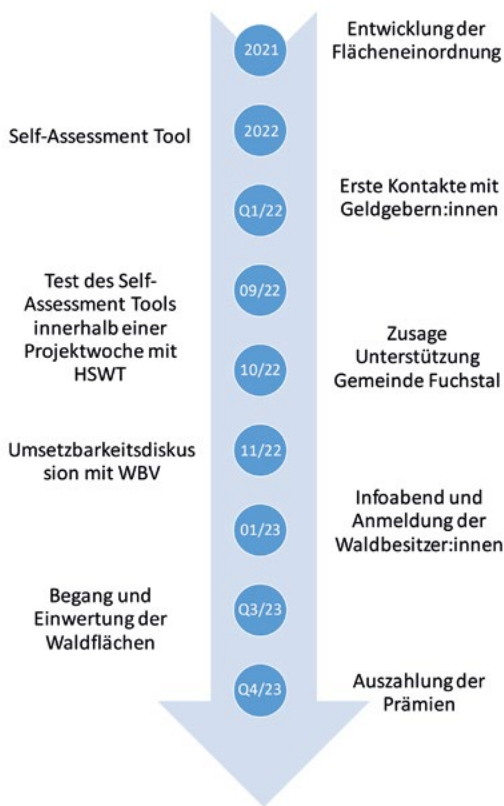 Entwicklung der
Flächeneinordnung
2021
Self-Assessment Tool
2022
Erste Kontakte mit
Geldgebern:innen
Q1/22
Test des Self-
Assessment Tools
innerhalb einer
Projektwoche mit
HSWT
09/22
Zusage
Unterstützung
Gemeinde Fuchstal
10/22
Umsetzbarkeitsdiskus
sion mit WBV
11/22
Infoabend und
Anmeldung der
Waldbesitzer:innen
01/23
Begang und
Einwertung der
Waldflächen
Q3/23
Auszahlung der
Prämien
Q4/23